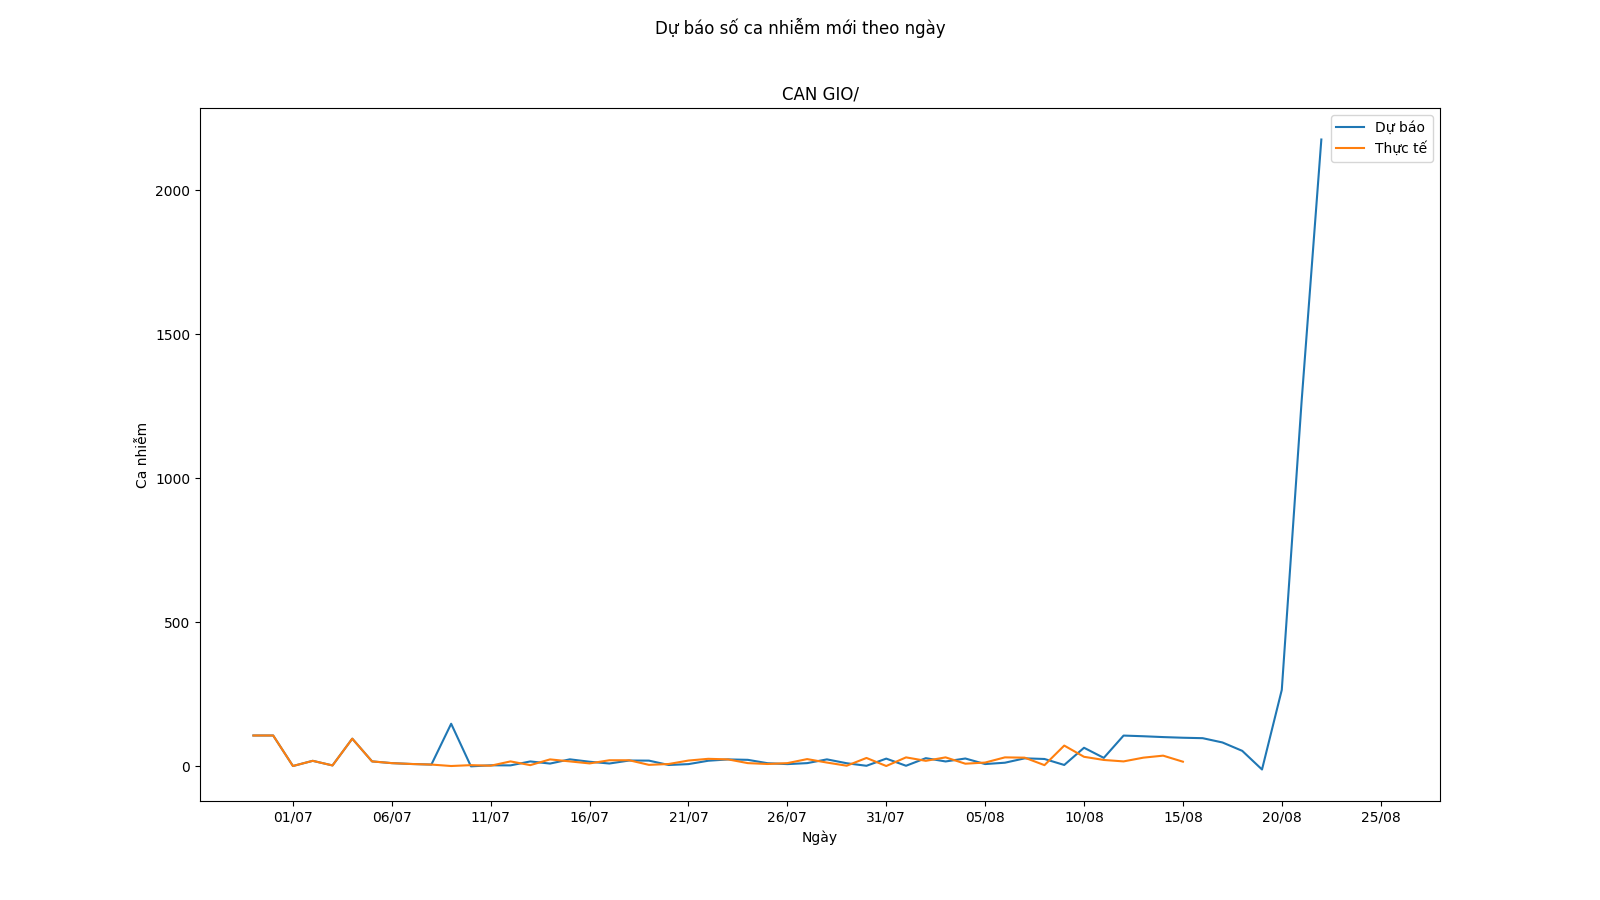 Dự báo số ca nhiễm mới theo ngày
CAN GIO/
Dự báo
Thực tế
2000
1500
1000
500
0
Ca nhiễm
01/07 06/07 11/07 16/07 21/07 26/07 31/07 05/08 10/08 15/08 20/08 25/08
Ngày